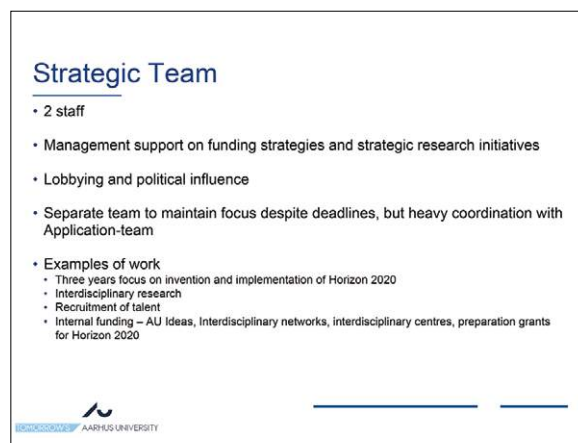 Strategic Team
• 2 staff
• Management support on funding strategies and strategic research initiatives
• Lobbying and political influence
• Separate team to maintain focus despite deadlines, but heavy coordination with
Application-team
• Examples of work
• Three years focus on invention and implementation of Horizon 2020
• Interdisciplinary research
• Recruitment of talent
• Internal funding – AU Ideas, Interdisciplinary networks, interdisciplinary centres, preparation grants
for Horizon 2020
TOMORROWS
AARHUS UNIVERSITY